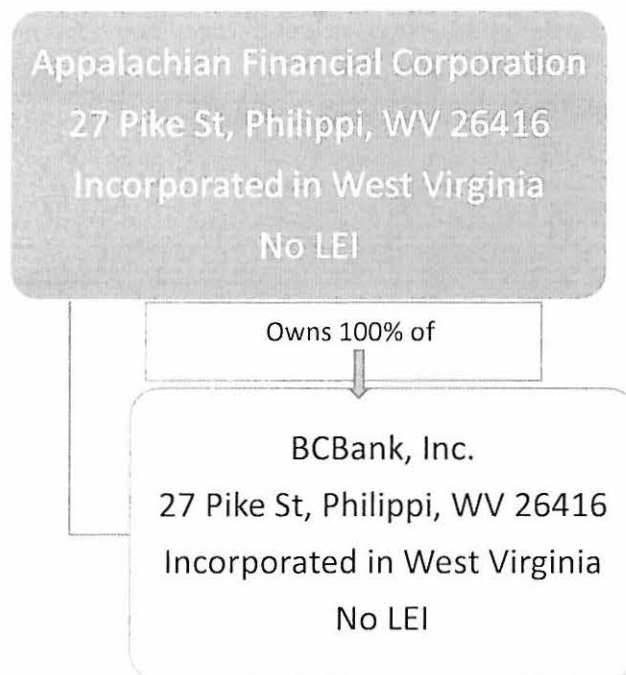 Appalachian Financial Corporation
27 Pike St, Philippi, WV 26416
Incorporated in West Virginia
No LEI
Owns 100% of
BCBank, Inc.
27 Pike St, Philippi, WV 26416
Incorporated in West Virginia
No LEI